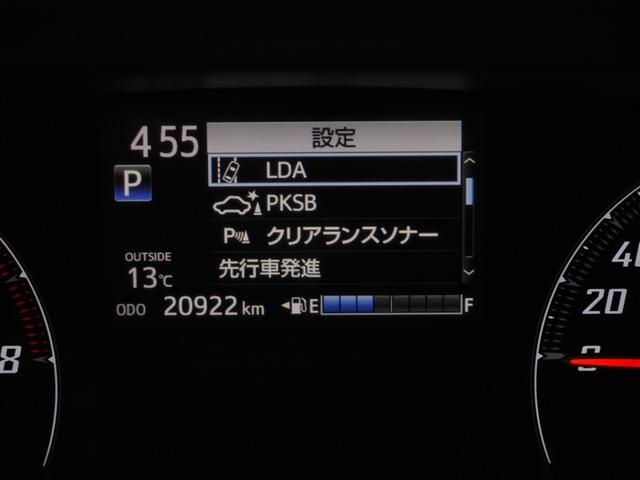 4 55
設定
LDA
P
PKSB
P クリアランスソナー
OUTSIDE
13℃
先行車発進
ODO 20922 km
E F
8
40
20
0